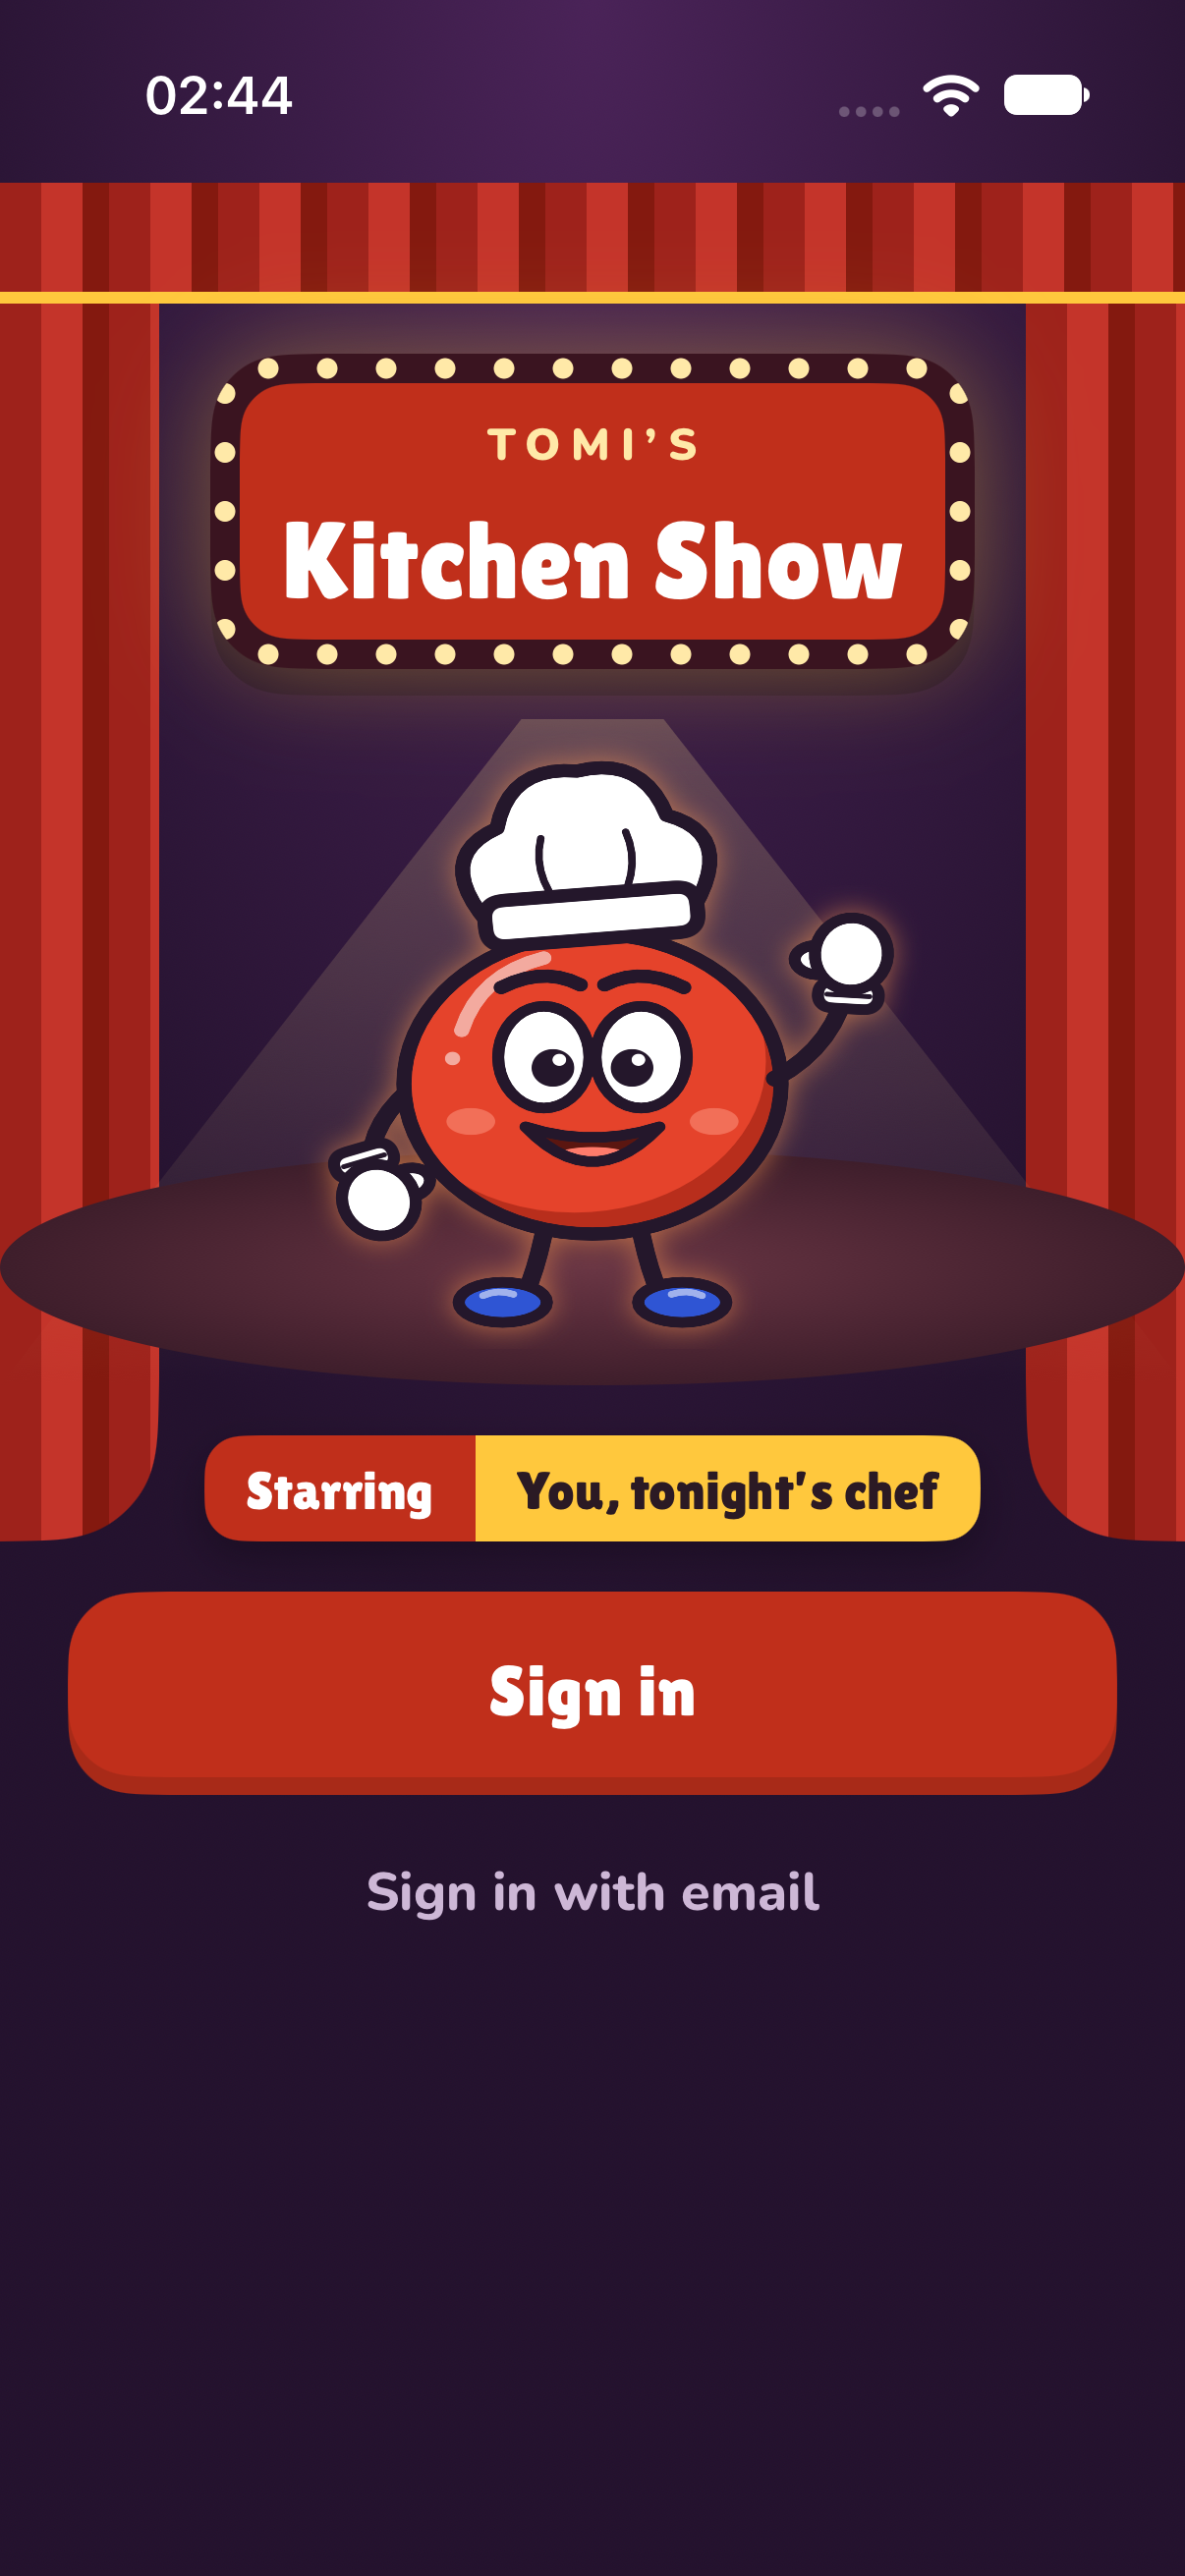 02:44
TOMI’S
Kitchen Show
Starring You, tonight’s chef
Sign in
Sign in with email